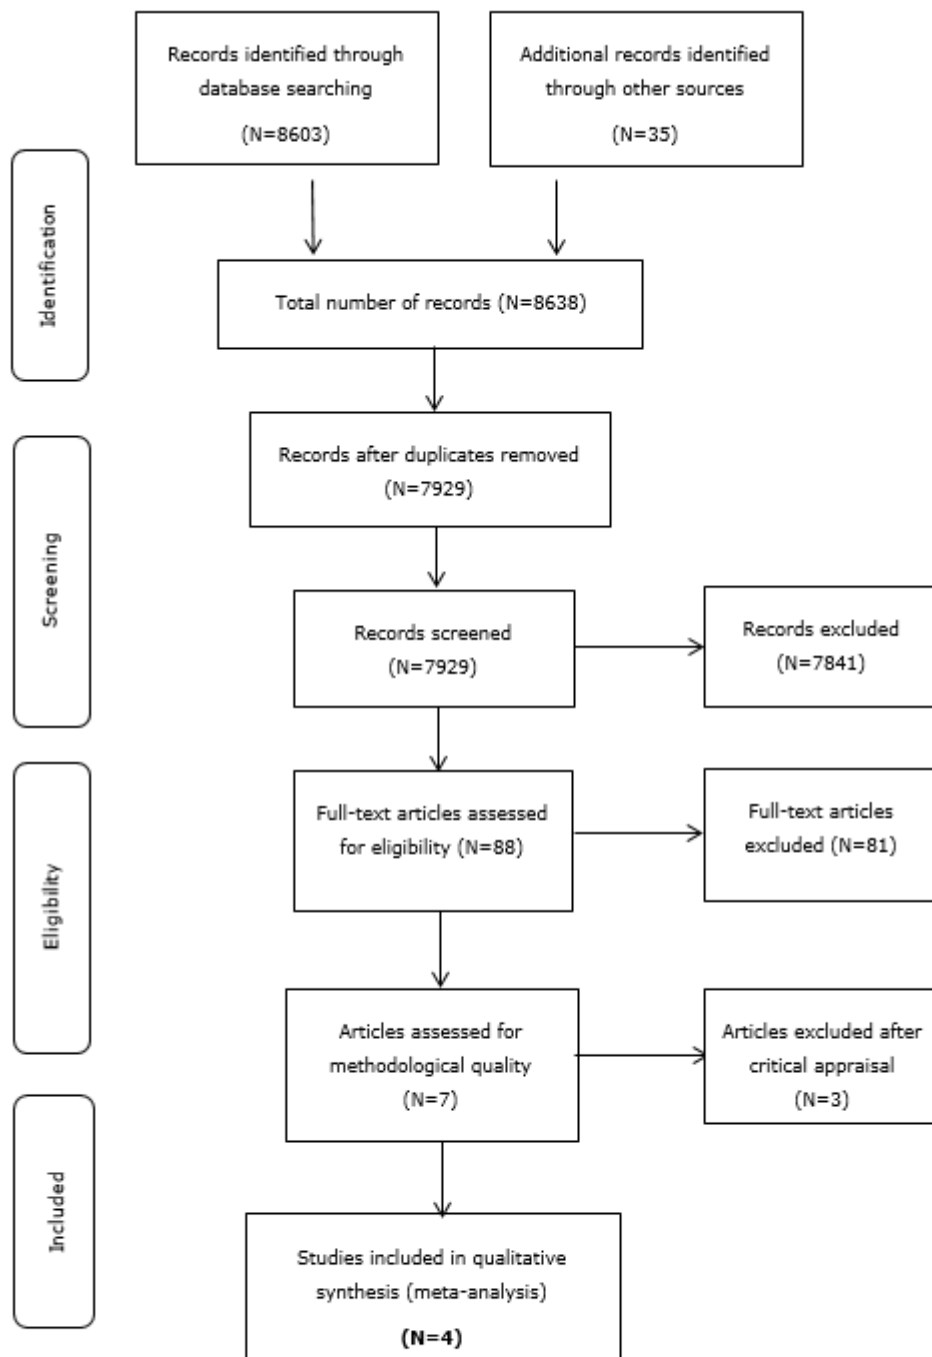 Records identified through
database searching
(N=8603)
Additional records identified
through other sources
(N=35)
Identification
Total number of records (N=8638)
Records after duplicates removed
(N=7929)
Screening
Records screened
(N=7929)
Records excluded
(N=7841)
Eligibility
Full-text articles assessed
for eligibility (N=88)
Full-text articles
excluded (N=81)
Articles assessed for
methodological quality
(N=7)
Articles excluded after
critical appraisal
(N=3)
Included
Studies included in qualitative
synthesis (meta-analysis)
(N=4)